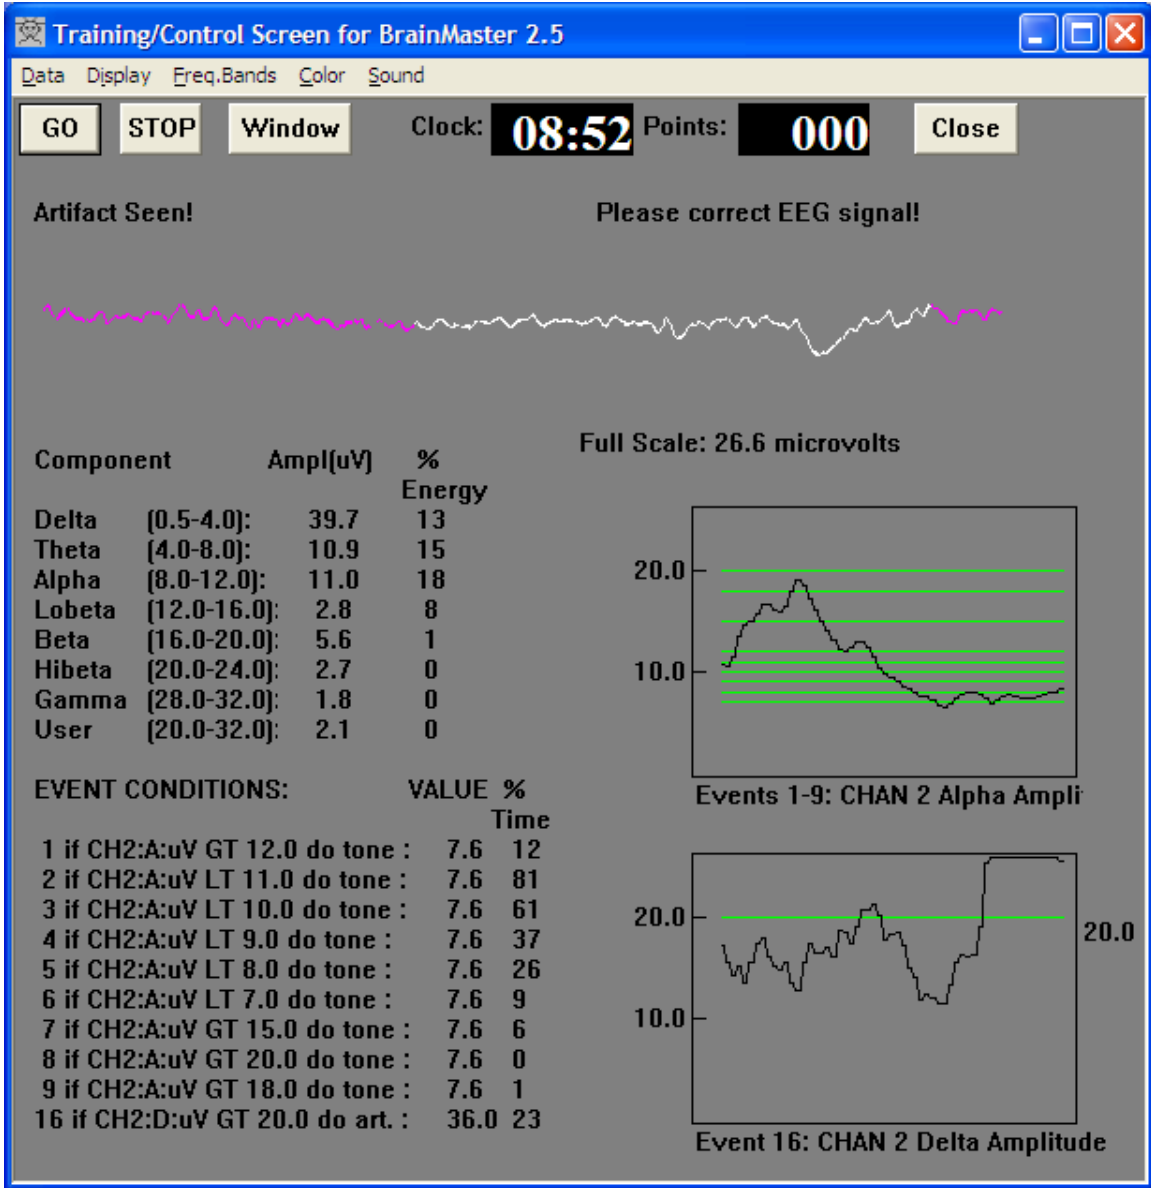 Training/Control Screen for BrainMaster 2.5
Data Display Freq.Bands Color Sound
GO STOP Window Clock: 08:52 Points: 000 Close
Artifact Seen! Please correct EEG signal!
Full Scale: 26.6 microvolts
Component Ampl(uV) %
Energy
Delta (0.5-4.0): 39.7 13
Theta (4.0-8.0): 10.9 15
Alpha (8.0-12.0): 11.0 18
Lobeta (12.0-16.0): 2.8 8
Beta (16.0-20.0): 5.6 1
Hibeta (20.0-24.0): 2.7 0
Gamma (28.0-32.0): 1.8 0
User (20.0-32.0): 2.1 0
20.0
10.0
Events 1-9: CHAN 2 Alpha Ampli
EVENT CONDITIONS: VALUE %
Time
1 if CH2:A:uV GT 12.0 do tone : 7.6 12
2 if CH2:A:uV LT 11.0 do tone : 7.6 81
3 if CH2:A:uV LT 10.0 do tone : 7.6 61
4 if CH2:A:uV LT 9.0 do tone : 7.6 37
5 if CH2:A:uV LT 8.0 do tone : 7.6 26
6 if CH2:A:uV LT 7.0 do tone : 7.6 9
7 if CH2:A:uV GT 15.0 do tone : 7.6 6
8 if CH2:A:uV GT 20.0 do tone : 7.6 0
9 if CH2:A:uV GT 18.0 do tone : 7.6 1
16 if CH2:D:uV GT 20.0 do art. : 36.0 23
20.0
20.0
10.0
Event 16: CHAN 2 Delta Amplitude